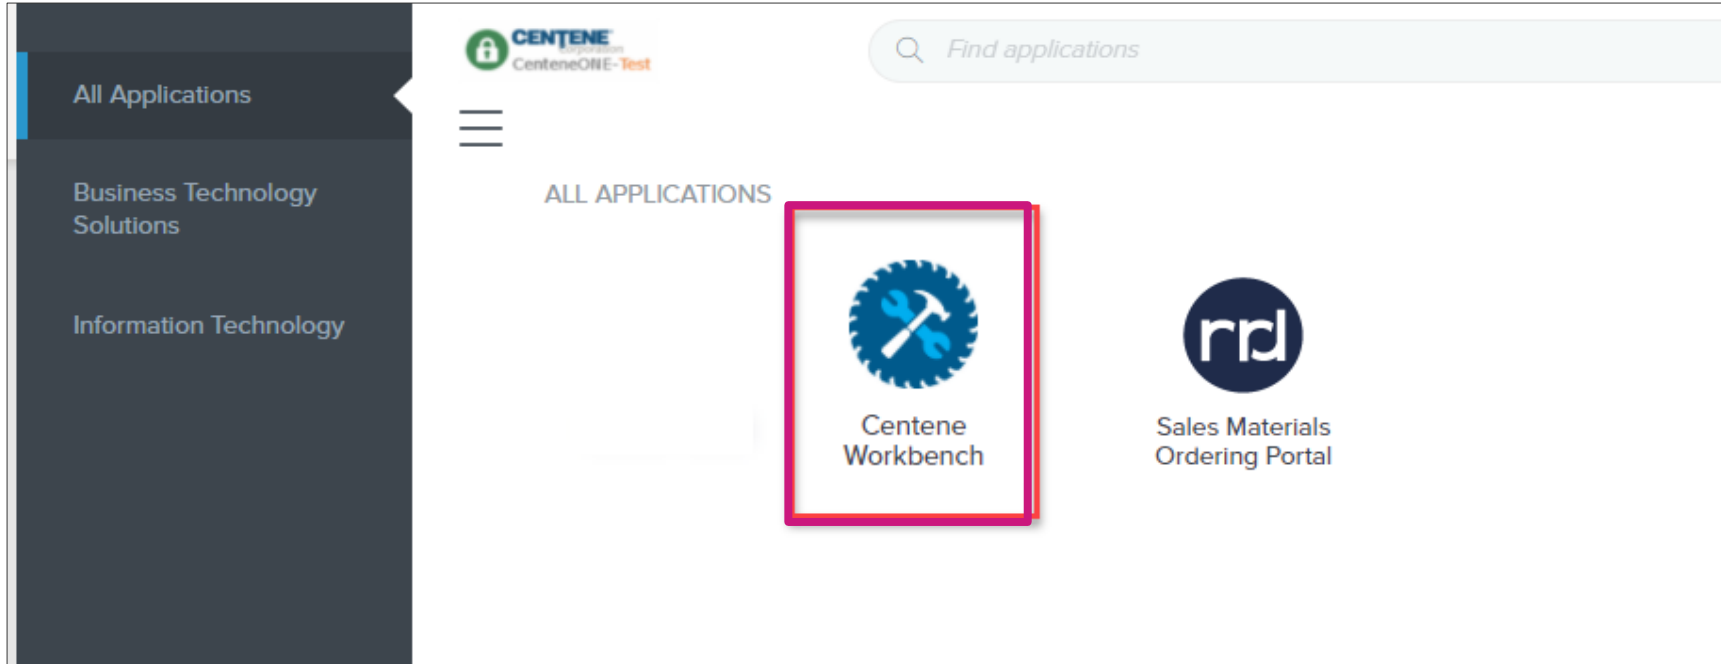 All Applications
Business Technology
Solutions
Information Technology
CENTENE
Corporation
CenteneONE-Test
Find applications
ALL APPLICATIONS
Centene
Workbench
rrd
Sales Materials
Ordering Portal